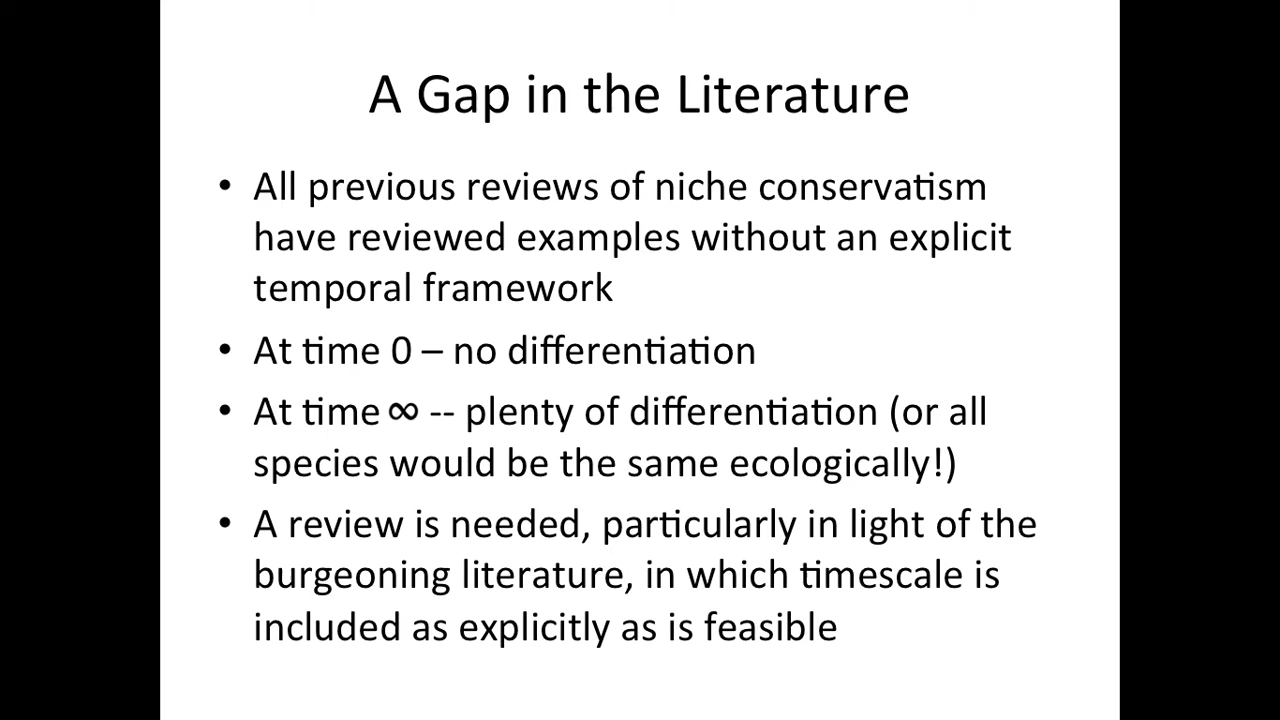 A Gap in the Literature
• All previous reviews of niche conservatism
have reviewed examples without an explicit
temporal framework
• At time 0 – no differentiation
• At time ∞ -- plenty of differentiation (or all
species would be the same ecologically!)
• A review is needed, particularly in light of the
burgeoning literature, in which timescale is
included as explicitly as is feasible